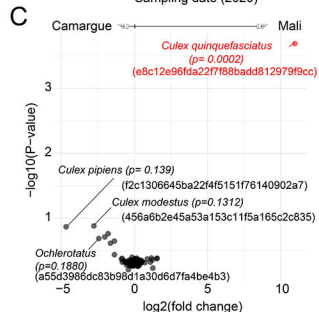 Sampling date (2020)
C
Camargue
Mali
Culex quinquefasciatus
(p= 0.0002)
(e8c12e96fda22f7f88badd812979f9cc)
3
2
1
−log10(P-value)
Culex pipiens (p= 0.139)
(f2c1306645ba22f4f5151f76140902a7)
Culex modestus (p=0.1312)
(456a6b2e45a53a153c11f5a165c2c835)
Ochlerotatus
(p=0.1880)
(a55d3986dc83b98d1a30d6d7fa4be4b3)
−5 0 5 10
log2(fold change)